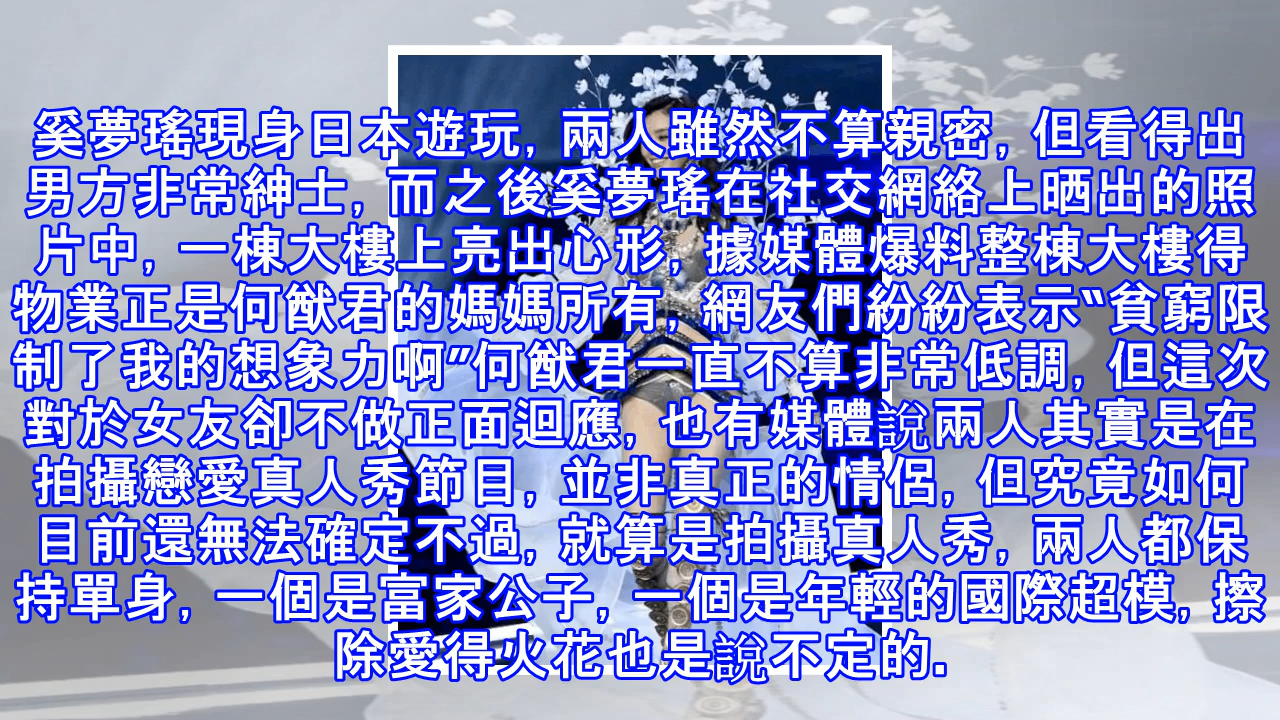 奚夢瑤現身日本遊玩, 兩人雖然不算親密, 但看得出
男方非常紳士, 而之後奚夢瑤在社交網絡上晒出的照
片中, 一棟大樓上亮出心形, 據媒體爆料整棟大樓得
物業正是何猷君的媽媽所有, 網友們紛紛表示“貧窮限
制了我的想象力啊”何猷君一直不算非常低調, 但這次
對於女友卻不做正面迴應, 也有媒體說兩人其實是在
拍攝戀愛真人秀節目, 並非真正的情侶, 但究竟如何
目前還無法確定不過, 就算是拍攝真人秀, 兩人都保
持單身, 一個是富家公子, 一個是年輕的國際超模, 擦
除愛得火花也是說不定的.